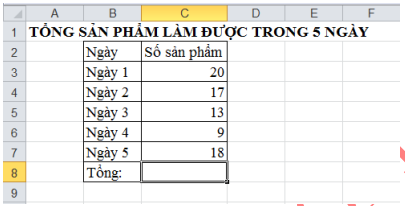 A B C D E F
1 TỔNG SẢN PHẨM LÀM ĐƯỢC TRONG 5 NGÀY
2 Ngày Số sản phẩm
3 Ngày 1 20
4 Ngày 2 17
5 Ngày 3 13
6 Ngày 4 9
7 Ngày 5 18
8 Tổng:
9